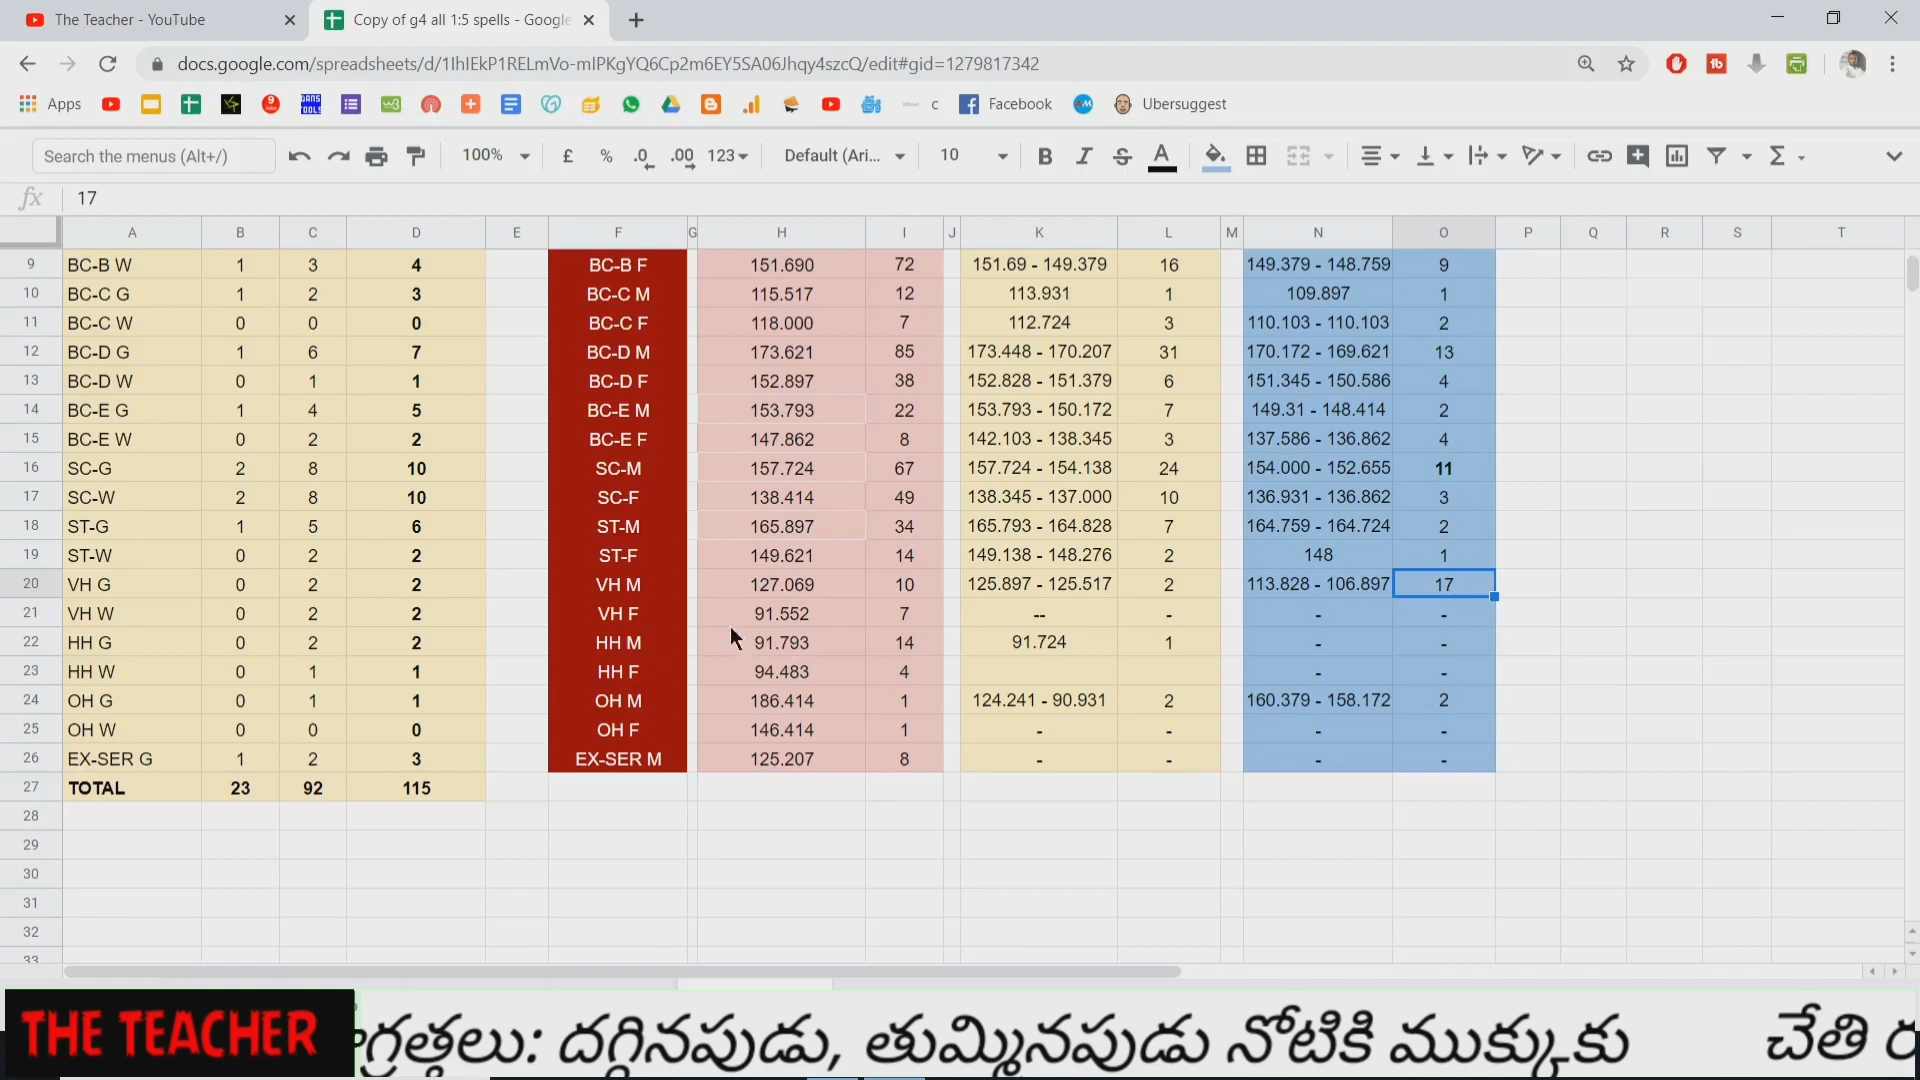 The Teacher - YouTube
Copy of g4 all 1:5 spells - Google
docs.google.com/spreadsheets/d/1IhIEkP1RELmVo-mIPKgYQ6Cp2m6EY5SA06Jhqy4szcQ/edit#gid=1279817342
Apps Facebook Ubersuggest
Search the menus (Alt+/) 100% £ % .0 .00 123 Default (Ari... 10 B I S A Σ
fx 17
A B C D E F G H I J K L M N O P Q R S T
9 BC-B W 1 3 4 BC-B F 151.690 72 151.69 - 149.379 16 149.379 - 148.759 9
10 BC-C G 1 2 3 BC-C M 115.517 12 113.931 1 109.897 1
11 BC-C W 0 0 0 BC-C F 118.000 7 112.724 3 110.103 - 110.103 2
12 BC-D G 1 6 7 BC-D M 173.621 85 173.448 - 170.207 31 170.172 - 169.621 13
13 BC-D W 0 1 1 BC-D F 152.897 38 152.828 - 151.379 6 151.345 - 150.586 4
14 BC-E G 1 4 5 BC-E M 153.793 22 153.793 - 150.172 7 149.31 - 148.414 2
15 BC-E W 0 2 2 BC-E F 147.862 8 142.103 - 138.345 3 137.586 - 136.862 4
16 SC-G 2 8 10 SC-M 157.724 67 157.724 - 154.138 24 154.000 - 152.655 11
17 SC-W 2 8 10 SC-F 138.414 49 138.345 - 137.000 10 136.931 - 136.862 3
18 ST-G 1 5 6 ST-M 165.897 34 165.793 - 164.828 7 164.759 - 164.724 2
19 ST-W 0 2 2 ST-F 149.621 14 149.138 - 148.276 2 148 1
20 VH G 0 2 2 VH M 127.069 10 125.897 - 125.517 2 113.828 - 106.897 17
21 VH W 0 2 2 VH F 91.552 7 -- - - -
22 HH G 0 2 2 HH M 91.793 14 91.724 1 - -
23 HH W 0 1 1 HH F 94.483 4 - -
24 OH G 0 1 1 OH M 186.414 1 124.241 - 90.931 2 160.379 - 158.172 2
25 OH W 0 0 0 OH F 146.414 1 - - - -
26 EX-SER G 1 2 3 EX-SER M 125.207 8 - - - -
27 TOTAL 23 92 115
28
29
30
31
32
33
THE TEACHER గ్రత్తలు: దగ్గినపుడు, తుమ్మినపుడు నోటికి ముక్కుకు చేతి